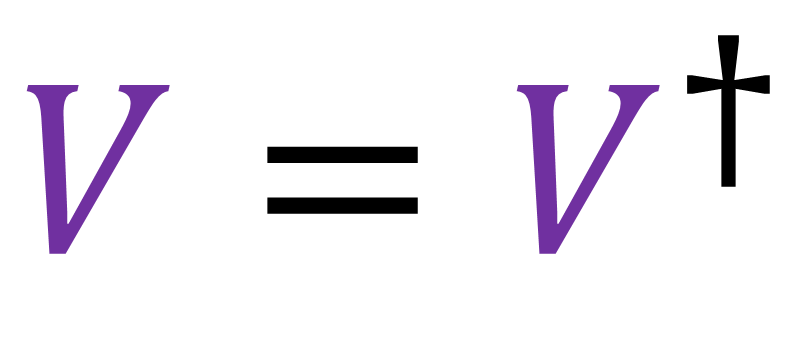 V = V†